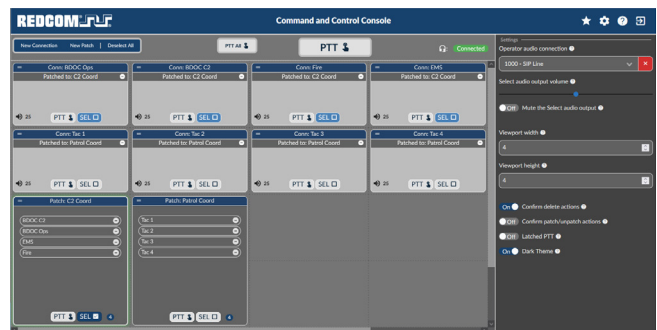 REDCOM Command and Control Console
New Connection New Patch | Deselect All PTT All PTT Connected
Conn: BDOC Ops Conn: BDOC C2 Conn: Fire Conn: EMS
Patched to: C2 Coord Patched to: C2 Coord Patched to: C2 Coord Patched to: C2 Coord
25 PTT SEL 25 PTT SEL 25 PTT SEL 25 PTT SEL
Conn: Tac 1 Conn: Tac 2 Conn: Tac 3 Conn: Tac 4
Patched to: Patrol Coord Patched to: Patrol Coord Patched to: Patrol Coord Patched to: Patrol Coord
25 PTT SEL 25 PTT SEL 25 PTT SEL 25 PTT SEL
Patch: C2 Coord Patch: Patrol Coord
BDOC C2 Tac 1
BDOC Ops Tac 2
EMS Tac 3
Fire Tac 4
PTT SEL 4 PTT SEL 4
Settings
Operator audio connection
1000 - SIP Line
Select audio output volume
Off Mute the Select audio output
Viewport width
4
Viewport height
4
On Confirm delete actions
Off Confirm patch/unpatch actions
Off Latched PTT
On Dark Theme